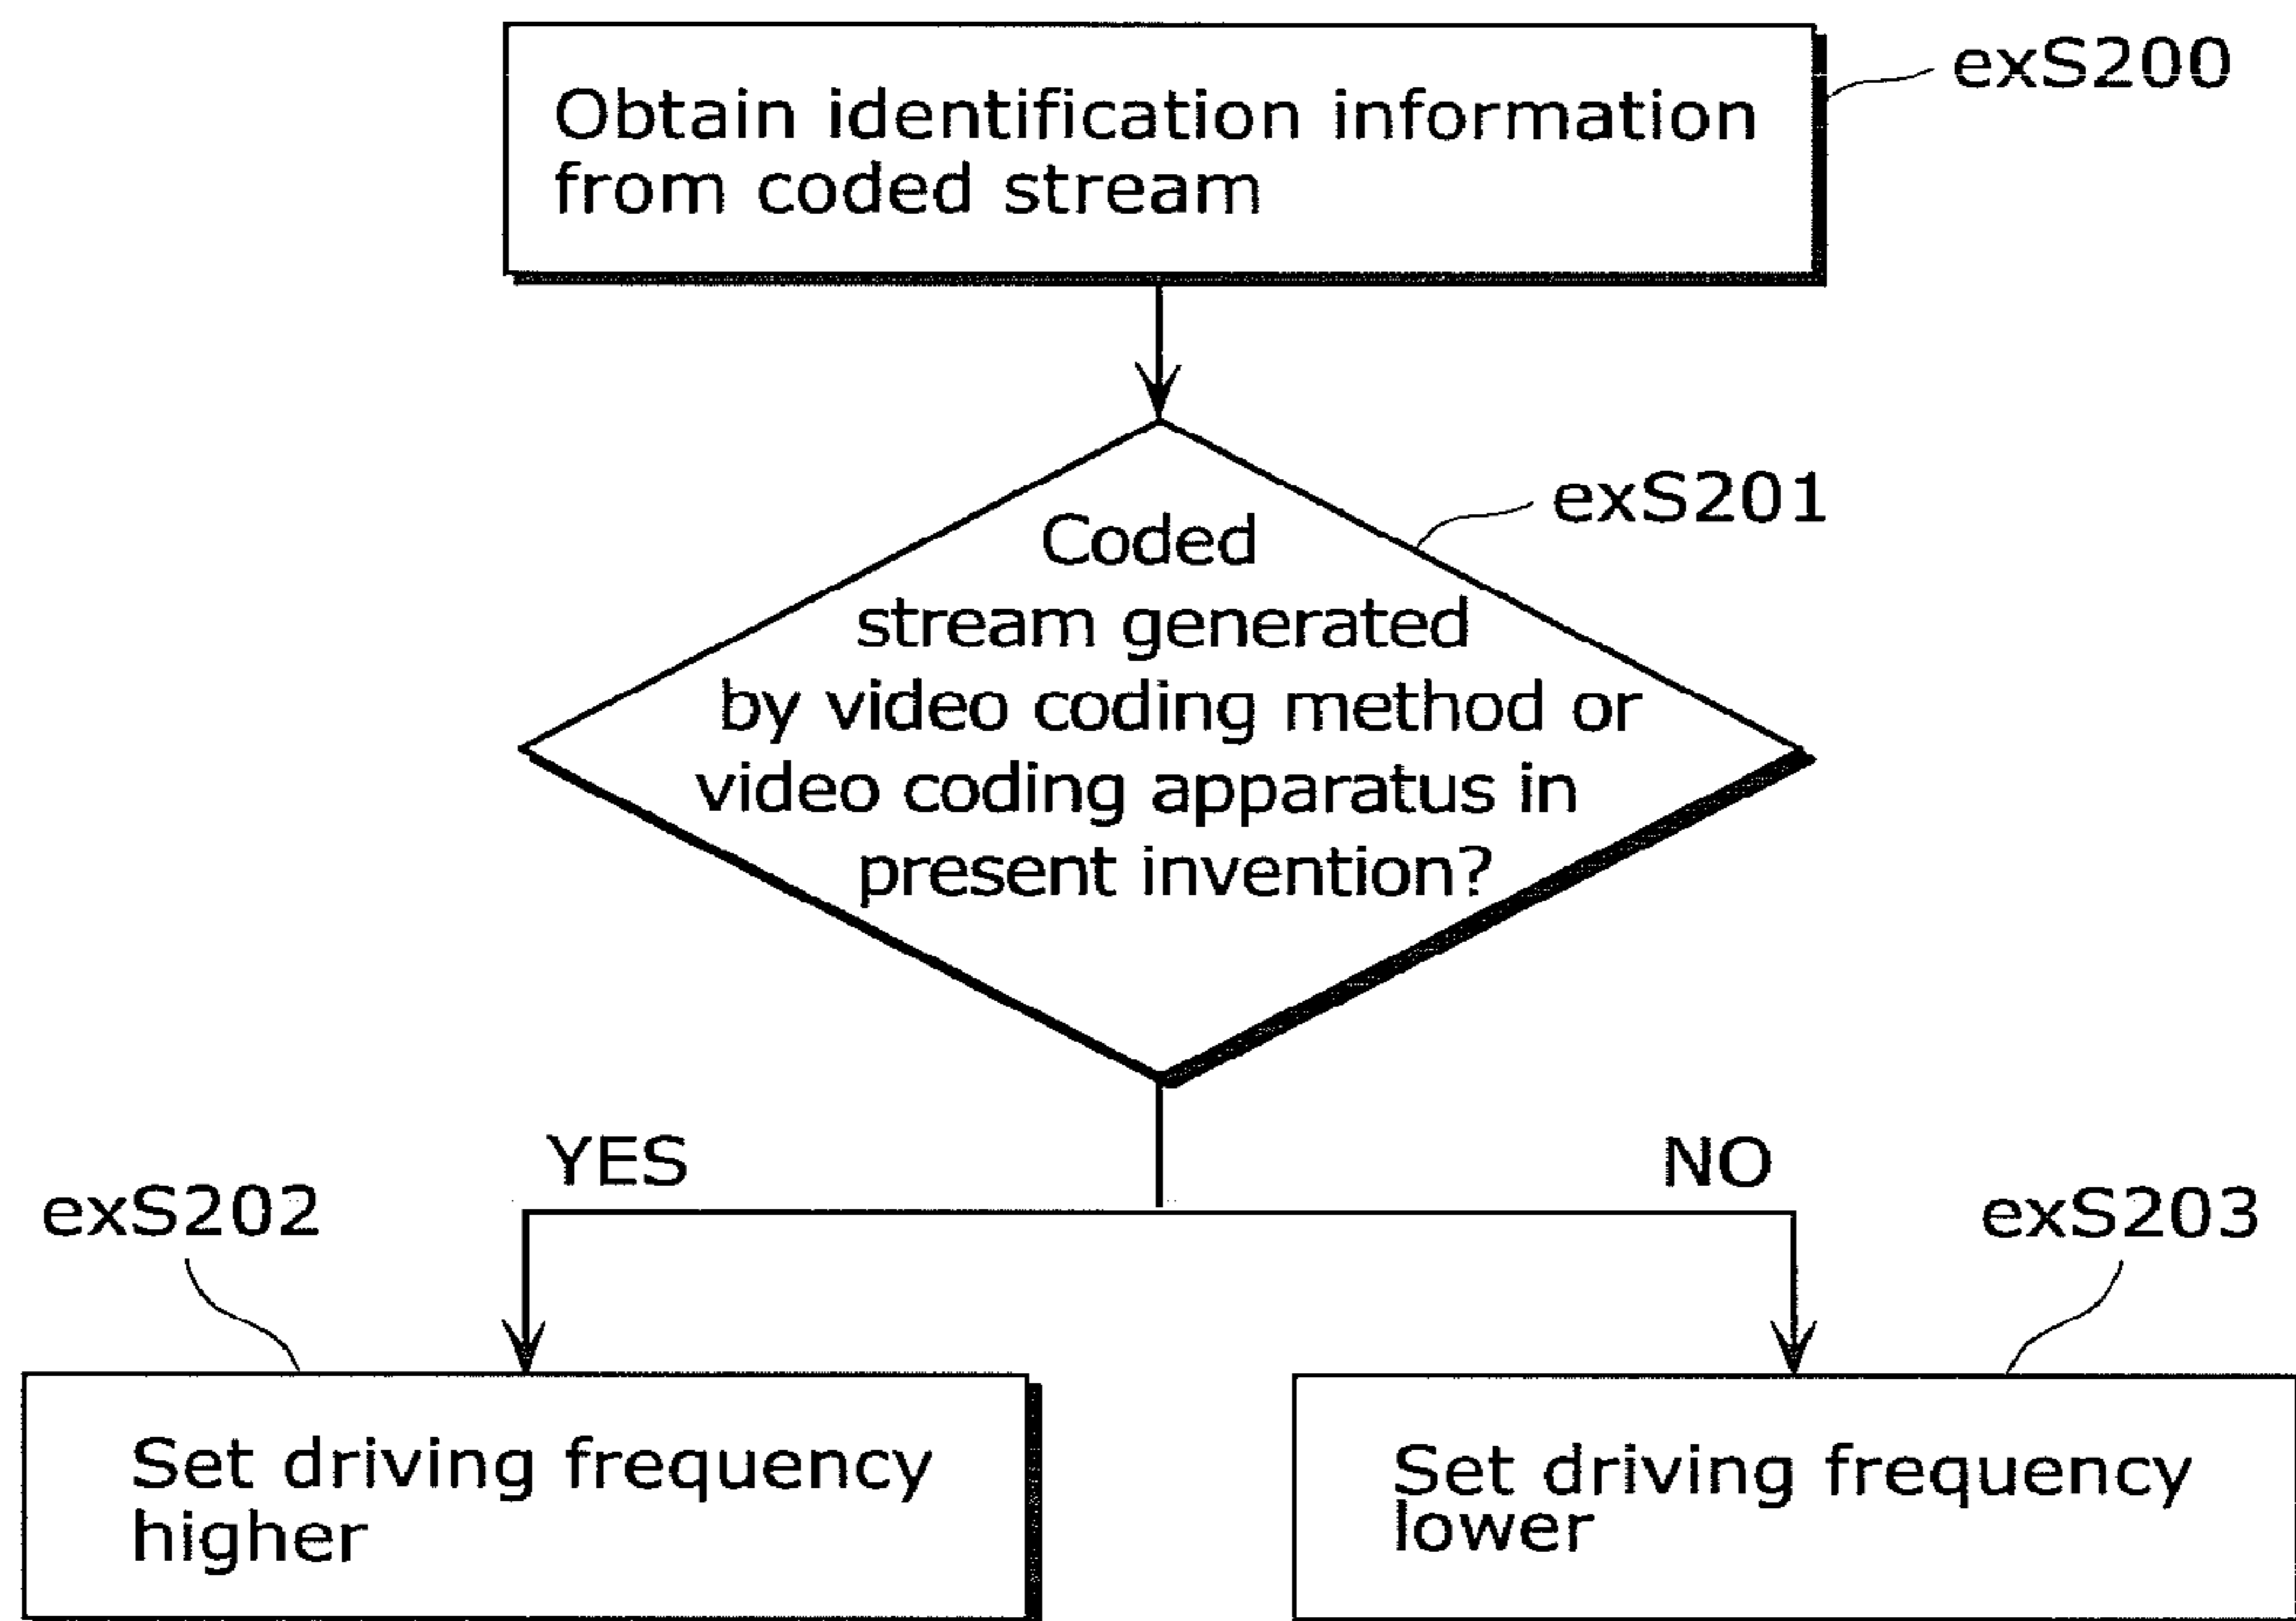 exS200
Obtain identification information
from coded stream
exS201
Coded
stream generated
by video coding method or
video coding apparatus in
present invention?
YES
NO
exS202
exS203
Set driving frequency
higher
Set driving frequency
lower